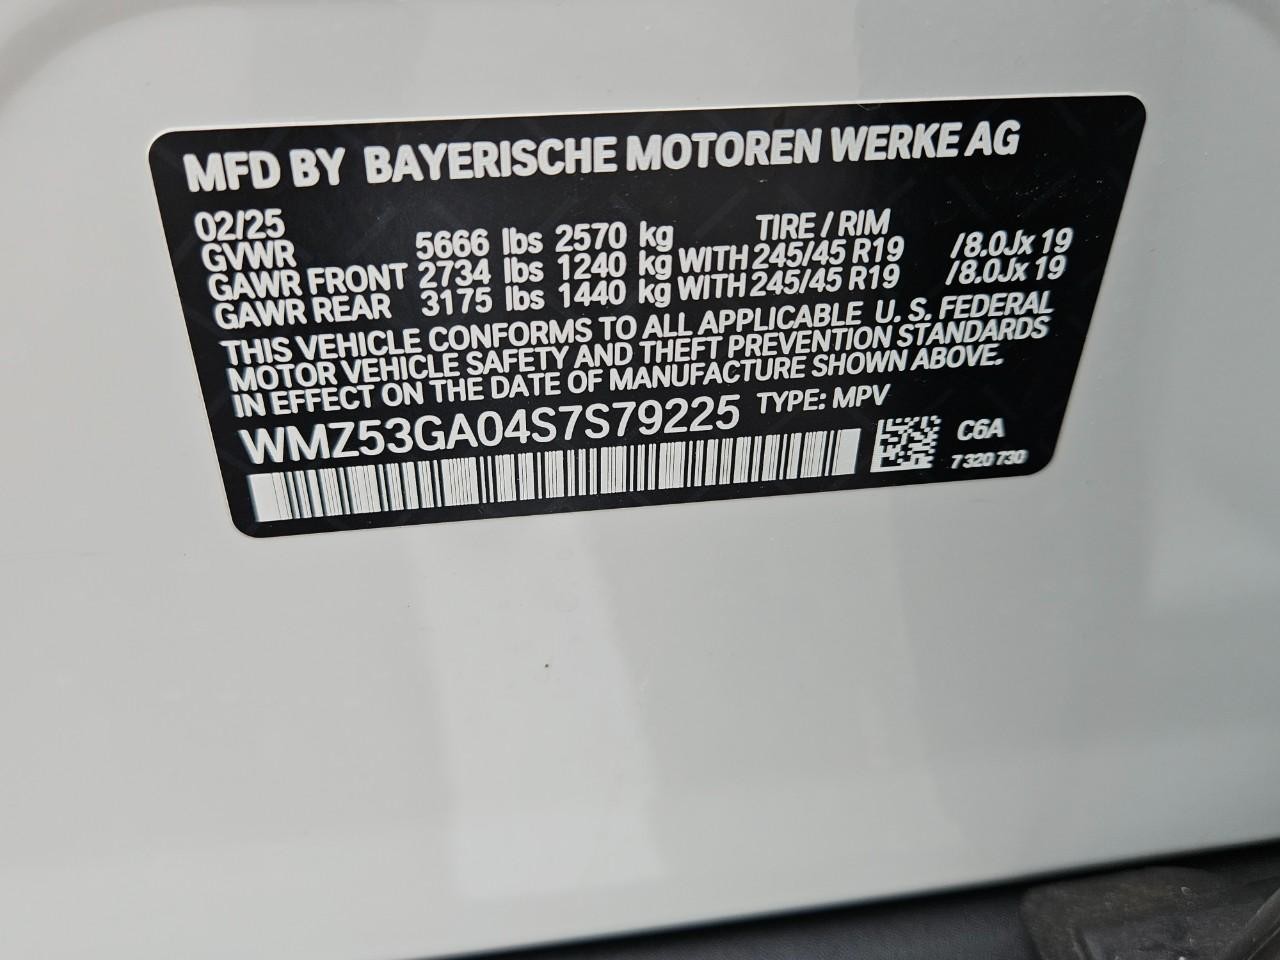 MFD BY BAYERISCHE MOTOREN WERKE AG
02/25 TIRE / RIM
GVWR 5666 lbs 2570 kg
GAWR FRONT 2734 lbs 1240 kg WITH 245/45 R19 /8.0Jx 19
GAWR REAR 3175 lbs 1440 kg WITH 245/45 R19 /8.0Jx 19
THIS VEHICLE CONFORMS TO ALL APPLICABLE U. S. FEDERAL
MOTOR VEHICLE SAFETY AND THEFT PREVENTION STANDARDS
IN EFFECT ON THE DATE OF MANUFACTURE SHOWN ABOVE.
WMZ53GA04S7S79225 TYPE: MPV
C6A
7 320 730